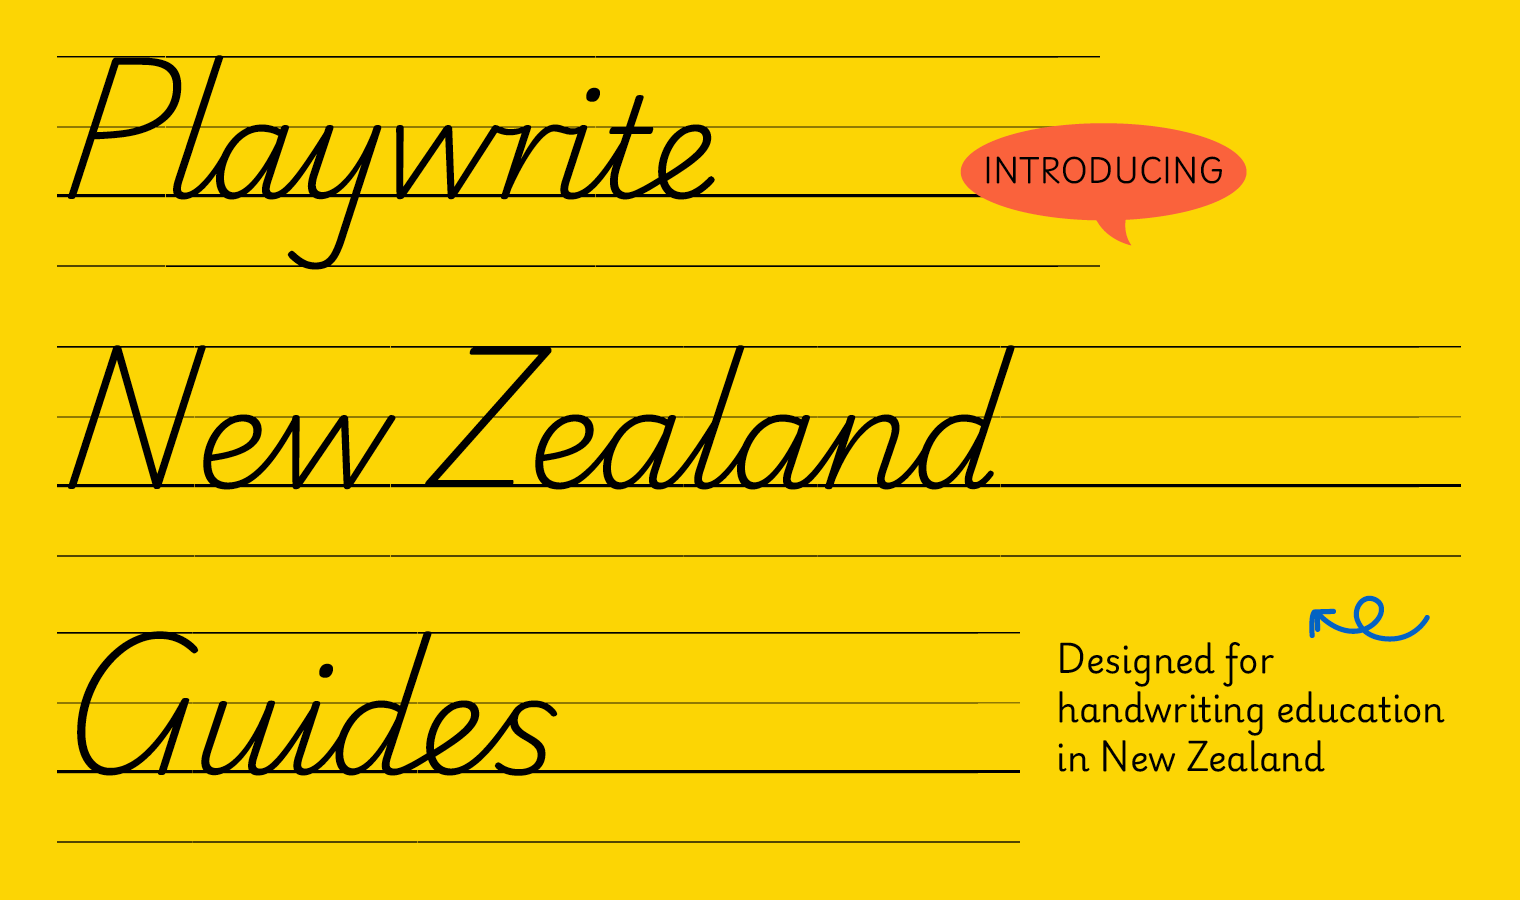 Playwrite
INTRODUCING
New Zealand
Guides
Designed for
handwriting education
in New Zealand